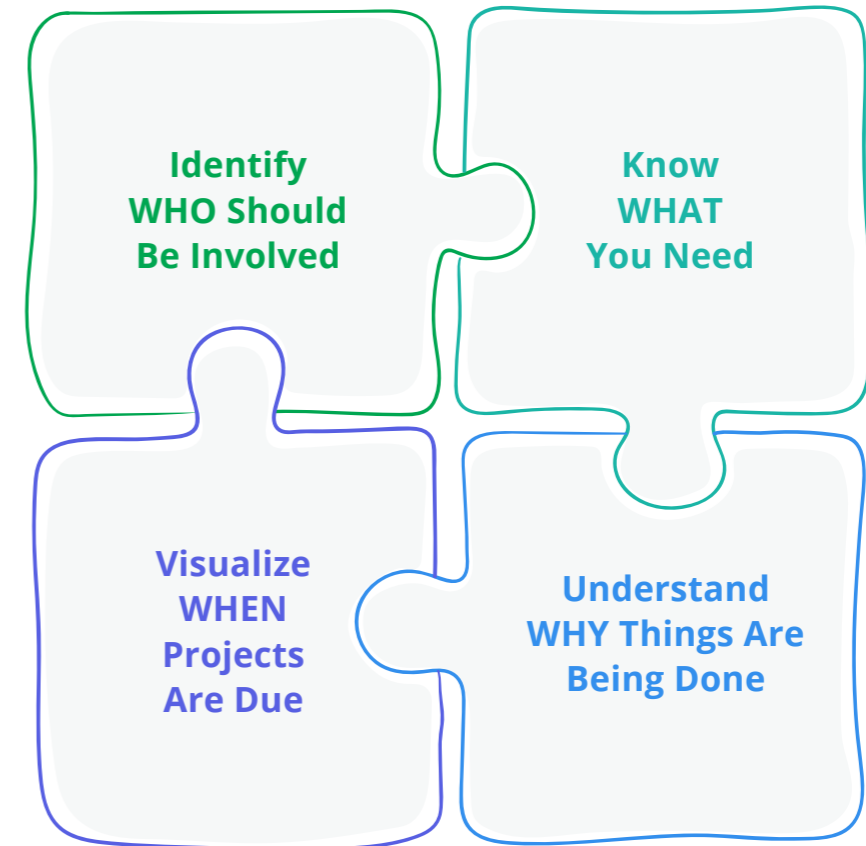 Identify
WHO Should
Be Involved
Know
WHAT
You Need
Visualize
WHEN
Projects
Are Due
Understand
WHY Things Are
Being Done